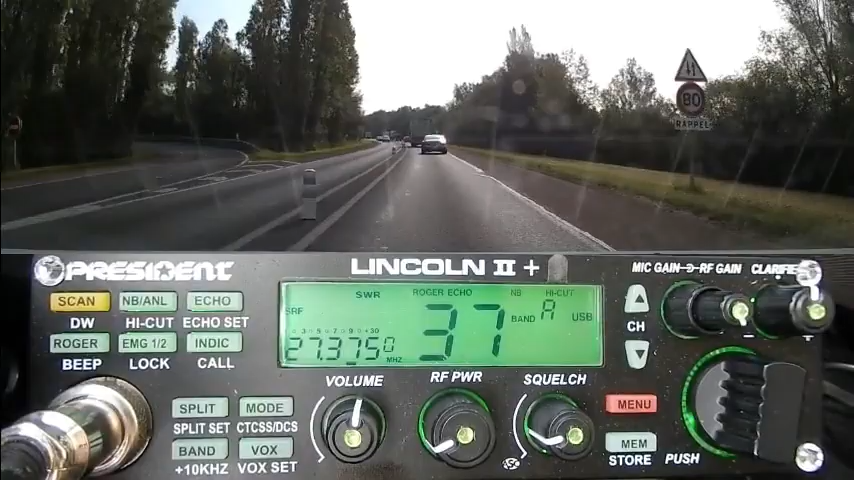 80
RAPPEL
PRESIDENT
LINCOLN II +
MIC GAIN RF GAIN CLARIFIER
SCAN NB/ANL ECHO
DW HI-CUT ECHO SET
ROGER EMG 1/2 INDIC
BEEP LOCK CALL
SWR ROGER ECHO NB HI-CUT
SRF 37 BAND A USB
27.3750 MHZ
CH
VOLUME RF PWR SQUELCH
SPLIT MODE
SPLIT SET CTCSS/DCS
BAND VOX
+10KHZ VOX SET
MENU
MEM
STORE PUSH
ASC
- +